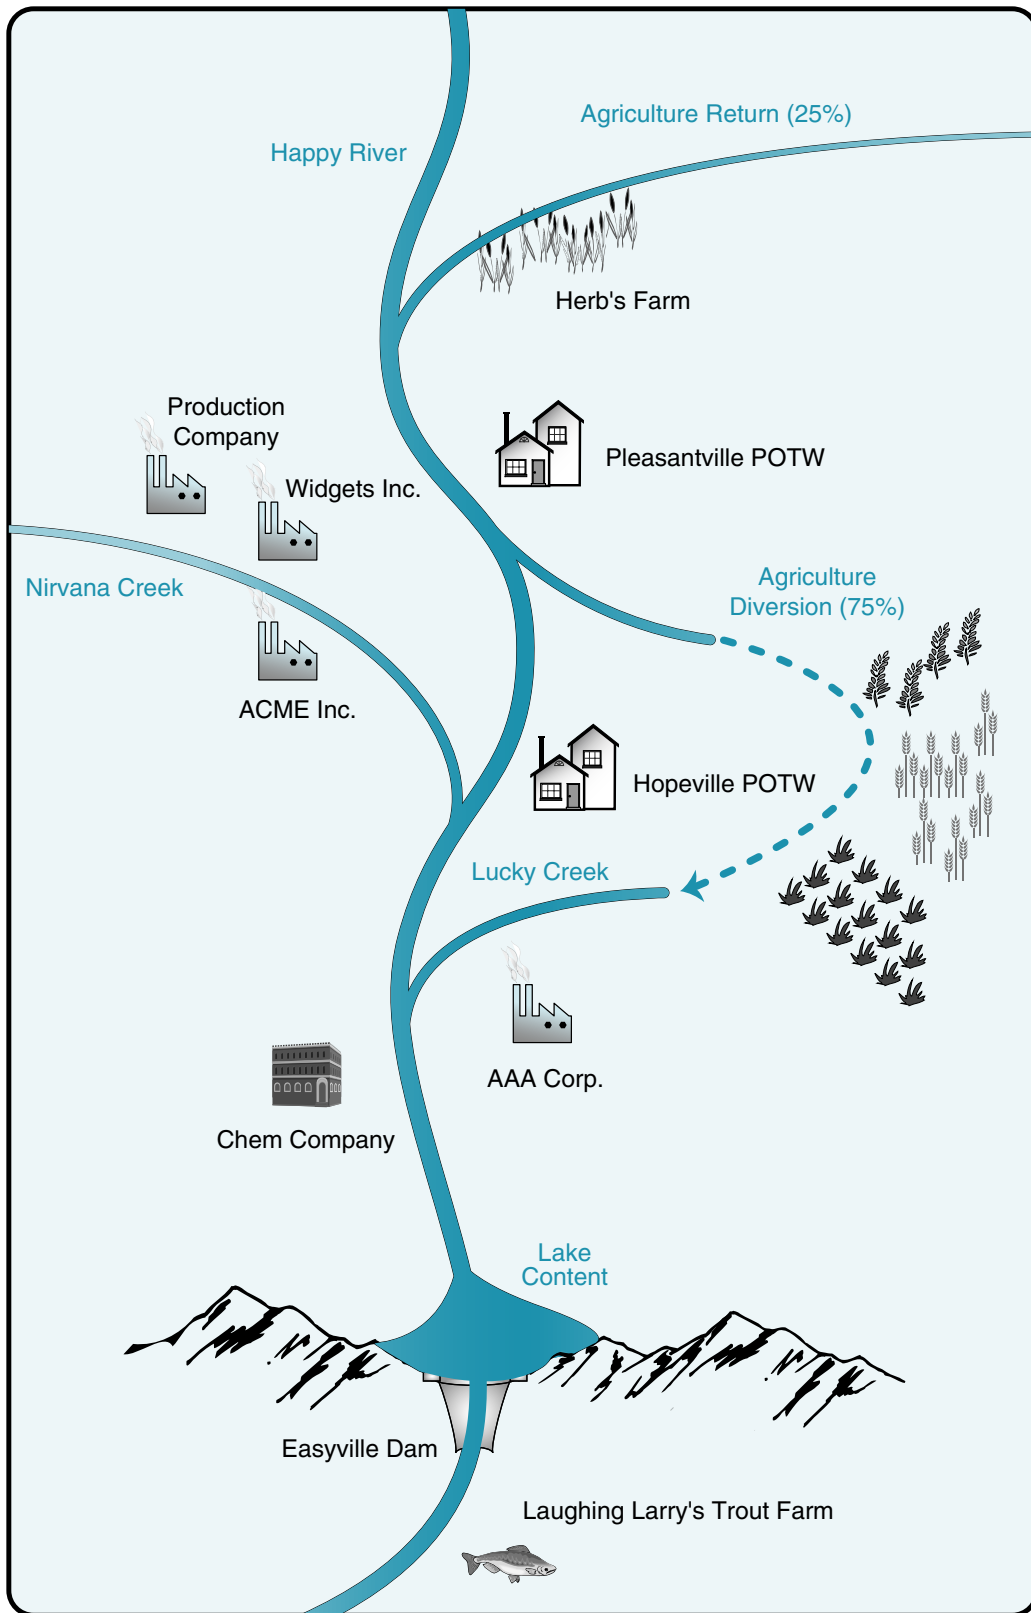 Agriculture Return (25%)
Happy River
Herb's Farm
Production
Company
Pleasantville POTW
Widgets Inc.
Nirvana Creek
Agriculture
Diversion (75%)
ACME Inc.
Hopeville POTW
Lucky Creek
AAA Corp.
Chem Company
Lake
Content
Easyville Dam
Laughing Larry's Trout Farm